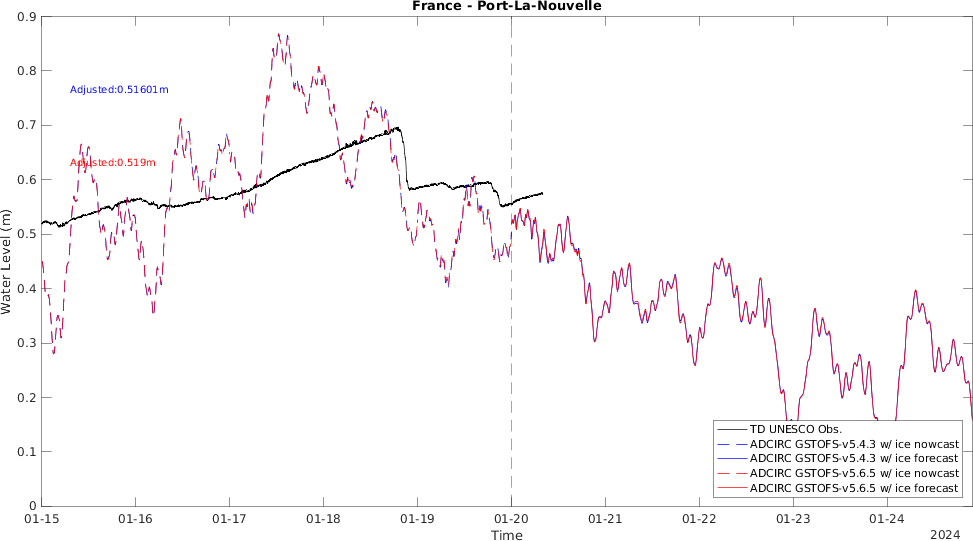 France - Port-La-Nouvelle
0.9
0.8
0.7
0.6
0.5
0.4
0.3
0.2
0.1
0
Water Level (m)
Adjusted:0.51601m
Adjusted:0.519m
TD UNESCO Obs.
ADCIRC GSTOFS-v5.4.3 w/ ice nowcast
ADCIRC GSTOFS-v5.4.3 w/ ice forecast
ADCIRC GSTOFS-v5.6.5 w/ ice nowcast
ADCIRC GSTOFS-v5.6.5 w/ ice forecast
01-15 01-16 01-17 01-18 01-19 01-20 01-21 01-22 01-23 01-24
Time
2024